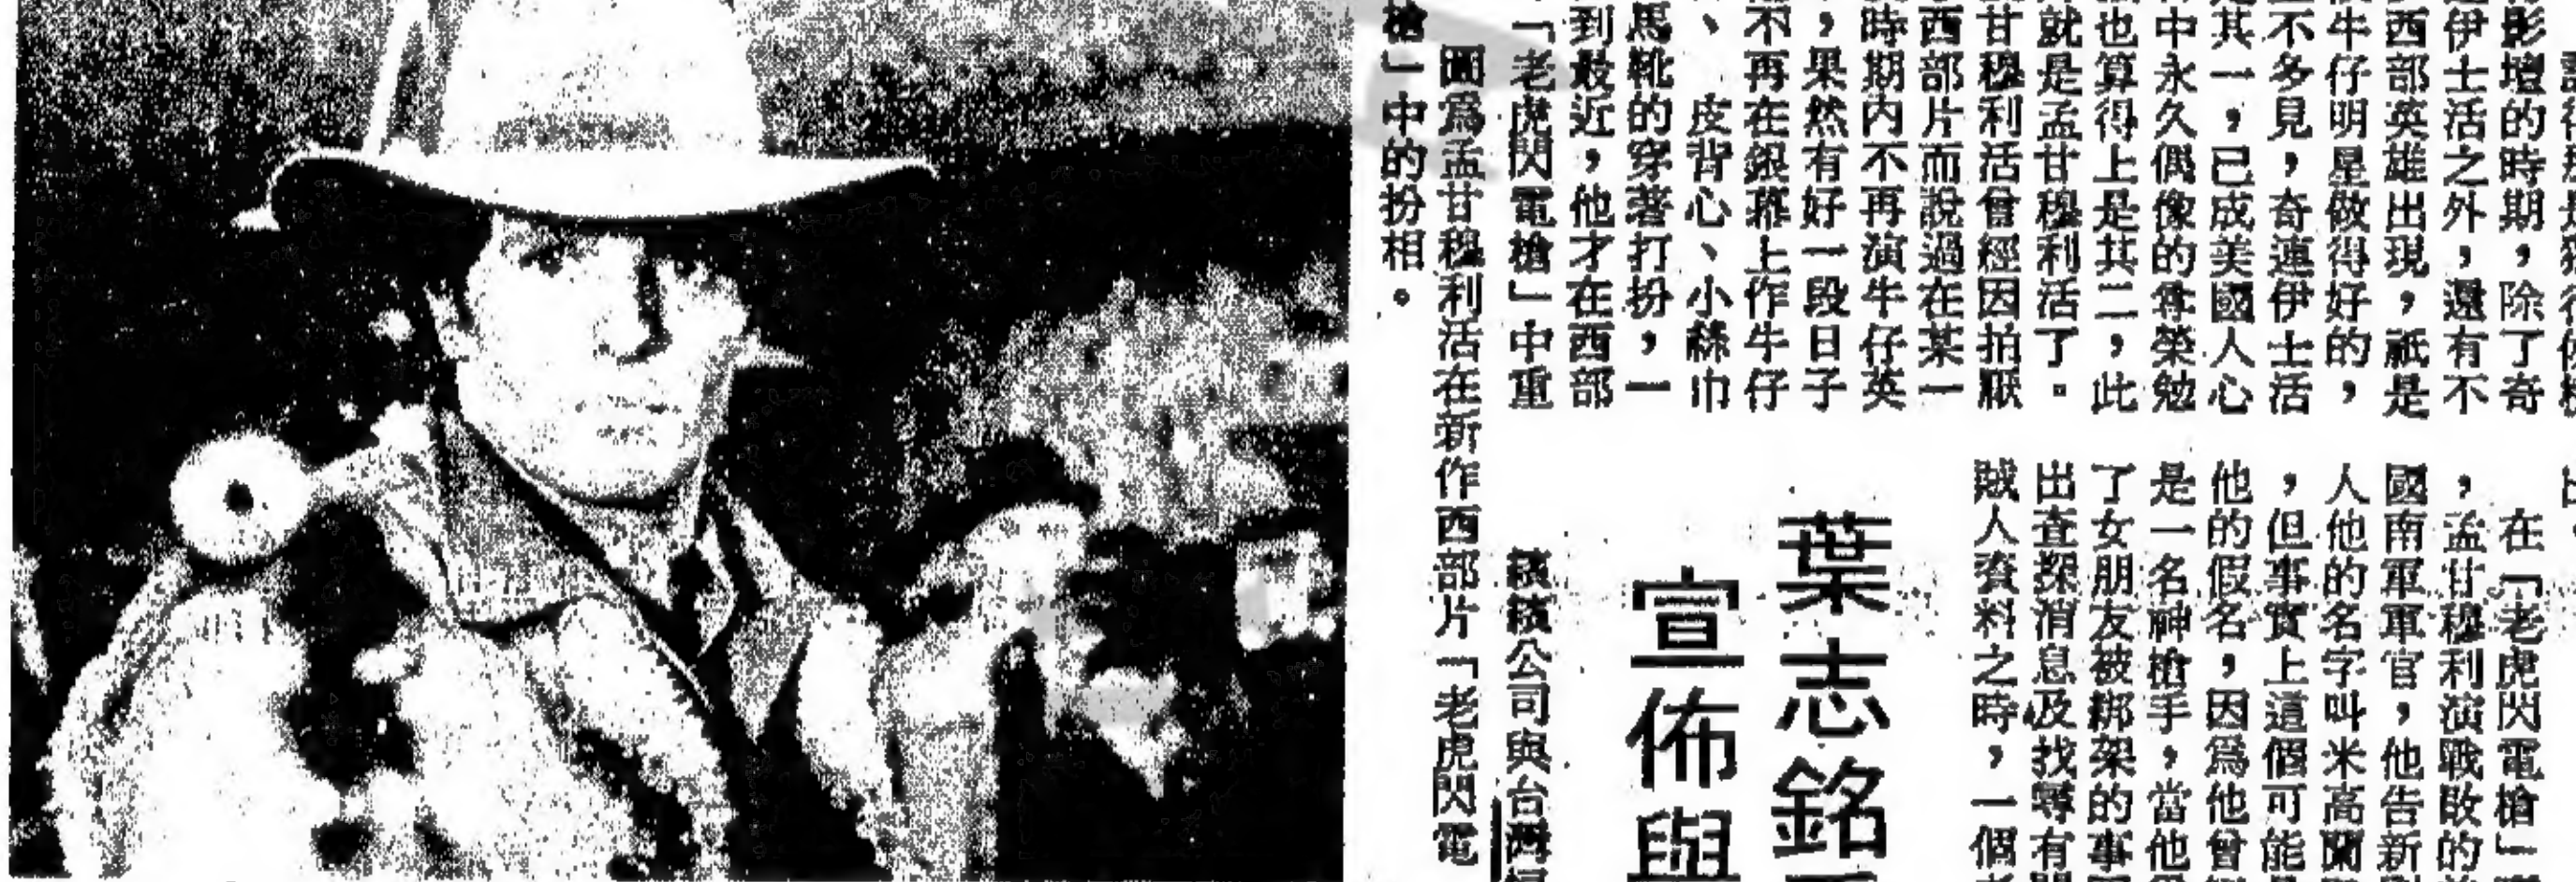 影壇的時期，除了奇
伊士活之外，還有不
西部英雄出現，祇是
牛仔明星做得好的，
不多見，奇連伊士活
其一，已成美國人心
中永久偶像的尊榮勉
也算得上是其二，此
就是孟甘穆利活了。
甘穆利活曾經因拍厭
西部片而說過在某一
時期內不再演牛仔英
，果然有好一段日子
不再在銀幕上作牛仔
、皮背心、小絲巾
馬靴的穿著打扮，一
到最近，他才在西部
「老虎閃電槍」中重
圖爲孟甘穆利活在新作西部片「老虎閃電
槍」中的扮相。
在「老虎閃電槍」
，孟甘穆利演戰敗的
國南軍軍官，他告新
人他的名字叫米高蘭
，但事實上這個可能
他的假名，因爲他曾
是一名神槍手，當他
了女朋友被綁架的事
出查探消息及找尋有
賊人資料之時，一個
葉志銘
宣佈與
公司與台灣